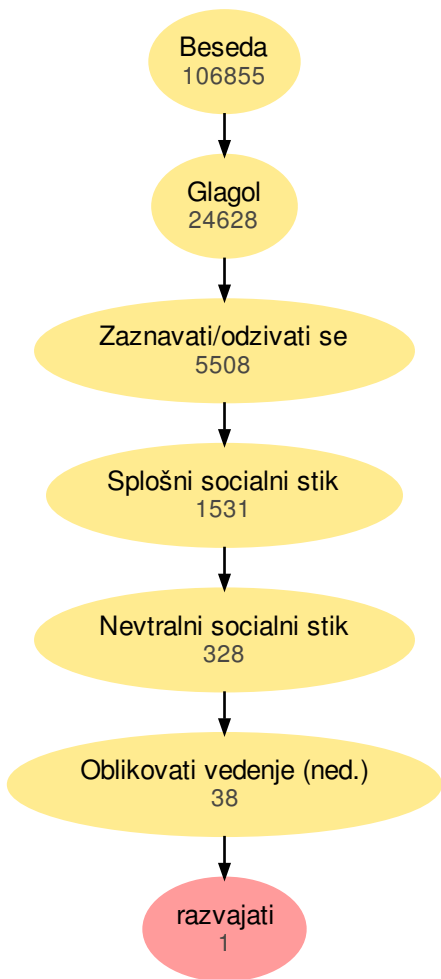 Beseda
106855
Glagol
24628
Zaznavati/odzivati se
5508
Splošni socialni stik
1531
Nevtralni socialni stik
328
Oblikovati vedenje (ned.)
38
razvajati
1